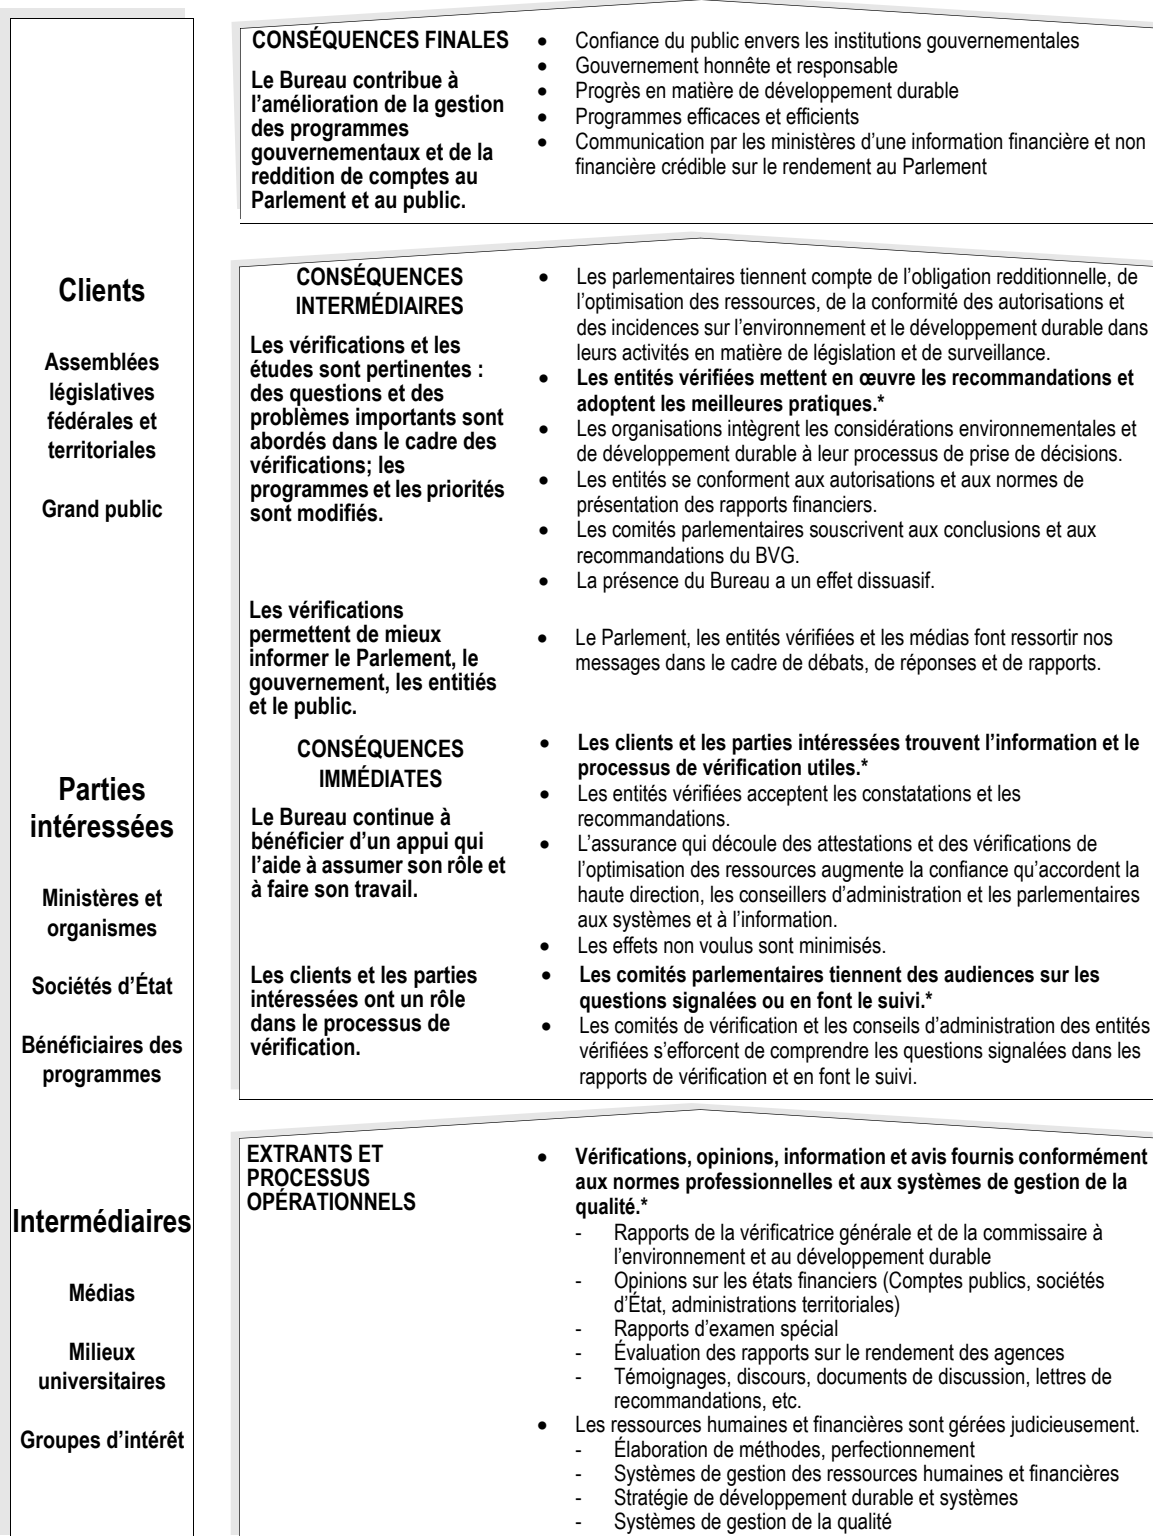 Clients
Assemblées
législatives
fédérales et
territoriales
Grand public
Parties
intéressées
Ministères et
organismes
Sociétés d’État
Bénéficiaires des
programmes
Intermédiaires
Médias
Milieux
universitaires
Groupes d’intérêt
CONSÉQUENCES FINALES
Le Bureau contribue à
l’amélioration de la gestion
des programmes
gouvernementaux et de la
reddition de comptes au
Parlement et au public.
• Confiance du public envers les institutions gouvernementales
• Gouvernement honnête et responsable
• Progrès en matière de développement durable
• Programmes efficaces et efficients
• Communication par les ministères d’une information financière et non
financière crédible sur le rendement au Parlement
CONSÉQUENCES
INTERMÉDIAIRES
Les vérifications et les
études sont pertinentes :
des questions et des
problèmes importants sont
abordés dans le cadre des
vérifications; les
programmes et les priorités
sont modifiés.
• Les parlementaires tiennent compte de l’obligation redditionnelle, de
l’optimisation des ressources, de la conformité des autorisations et
des incidences sur l’environnement et le développement durable dans
leurs activités en matière de législation et de surveillance.
• Les entités vérifiées mettent en œuvre les recommandations et
adoptent les meilleures pratiques.*
• Les organisations intègrent les considérations environnementales et
de développement durable à leur processus de prise de décisions.
• Les entités se conforment aux autorisations et aux normes de
présentation des rapports financiers.
• Les comités parlementaires souscrivent aux conclusions et aux
recommandations du BVG.
• La présence du Bureau a un effet dissuasif.
Les vérifications
permettent de mieux
informer le Parlement, le
gouvernement, les entitiés
et le public.
• Le Parlement, les entités vérifiées et les médias font ressortir nos
messages dans le cadre de débats, de réponses et de rapports.
CONSÉQUENCES
IMMÉDIATES
Le Bureau continue à
bénéficier d’un appui qui
l’aide à assumer son rôle et
à faire son travail.
• Les clients et les parties intéressées trouvent l’information et le
processus de vérification utiles.*
• Les entités vérifiées acceptent les constatations et les
recommandations.
• L’assurance qui découle des attestations et des vérifications de
l’optimisation des ressources augmente la confiance qu’accordent la
haute direction, les conseillers d’administration et les parlementaires
aux systèmes et à l’information.
• Les effets non voulus sont minimisés.
Les clients et les parties
intéressées ont un rôle
dans le processus de
vérification.
• Les comités parlementaires tiennent des audiences sur les
questions signalées ou en font le suivi.*
• Les comités de vérification et les conseils d’administration des entités
vérifiées s’efforcent de comprendre les questions signalées dans les
rapports de vérification et en font le suivi.
EXTRANTS ET
PROCESSUS
OPÉRATIONNELS
• Vérifications, opinions, information et avis fournis conformément
aux normes professionnelles et aux systèmes de gestion de la
qualité.*
- Rapports de la vérificatrice générale et de la commissaire à
l’environnement et au développement durable
- Opinions sur les états financiers (Comptes publics, sociétés
d’État, administrations territoriales)
- Rapports d’examen spécial
- Évaluation des rapports sur le rendement des agences
- Témoignages, discours, documents de discussion, lettres de
recommandations, etc.
• Les ressources humaines et financières sont gérées judicieusement.
- Élaboration de méthodes, perfectionnement
- Systèmes de gestion des ressources humaines et financières
- Stratégie de développement durable et systèmes
- Systèmes de gestion de la qualité